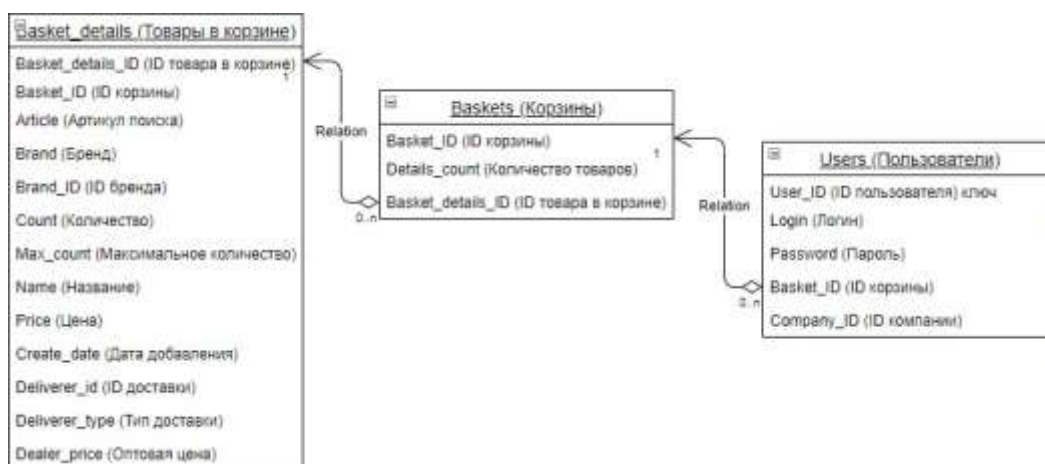 Basket_details (Товары в корзине)
Basket_details_ID (ID товара в корзине)
1
Basket_ID (ID корзины)
Article (Артикул поиска)
Brand (Бренд)
Brand_ID (ID бренда)
Count (Количество)
Max_count (Максимальное количество)
Name (Название)
Price (Цена)
Create_date (Дата добавления)
Deliverer_id (ID доставки)
Deliverer_type (Тип доставки)
Dealer_price (Оптовая цена)
Relation
0..n
Baskets (Корзины)
Basket_ID (ID корзины)
1
Details_count (Количество товаров)
Basket_details_ID (ID товара в корзине)
Relation
0..n
Users (Пользователи)
User_ID (ID пользователя) ключ
Login (Логин)
Password (Пароль)
Basket_ID (ID корзины)
Company_ID (ID компании)